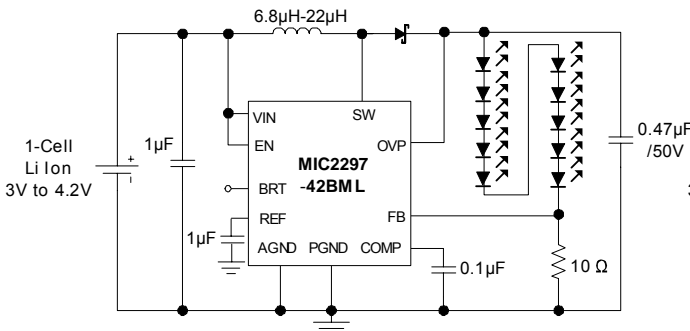 6.8µH-22µH
VIN
SW
EN
OVP
1µF
1-Cell
Li Ion
3V to 4.2V
+
-
MIC2297
-42BML
0.47µF
/50V
BRT
REF
FB
1µF
AGND
PGND
COMP
0.1µF
10 Ω